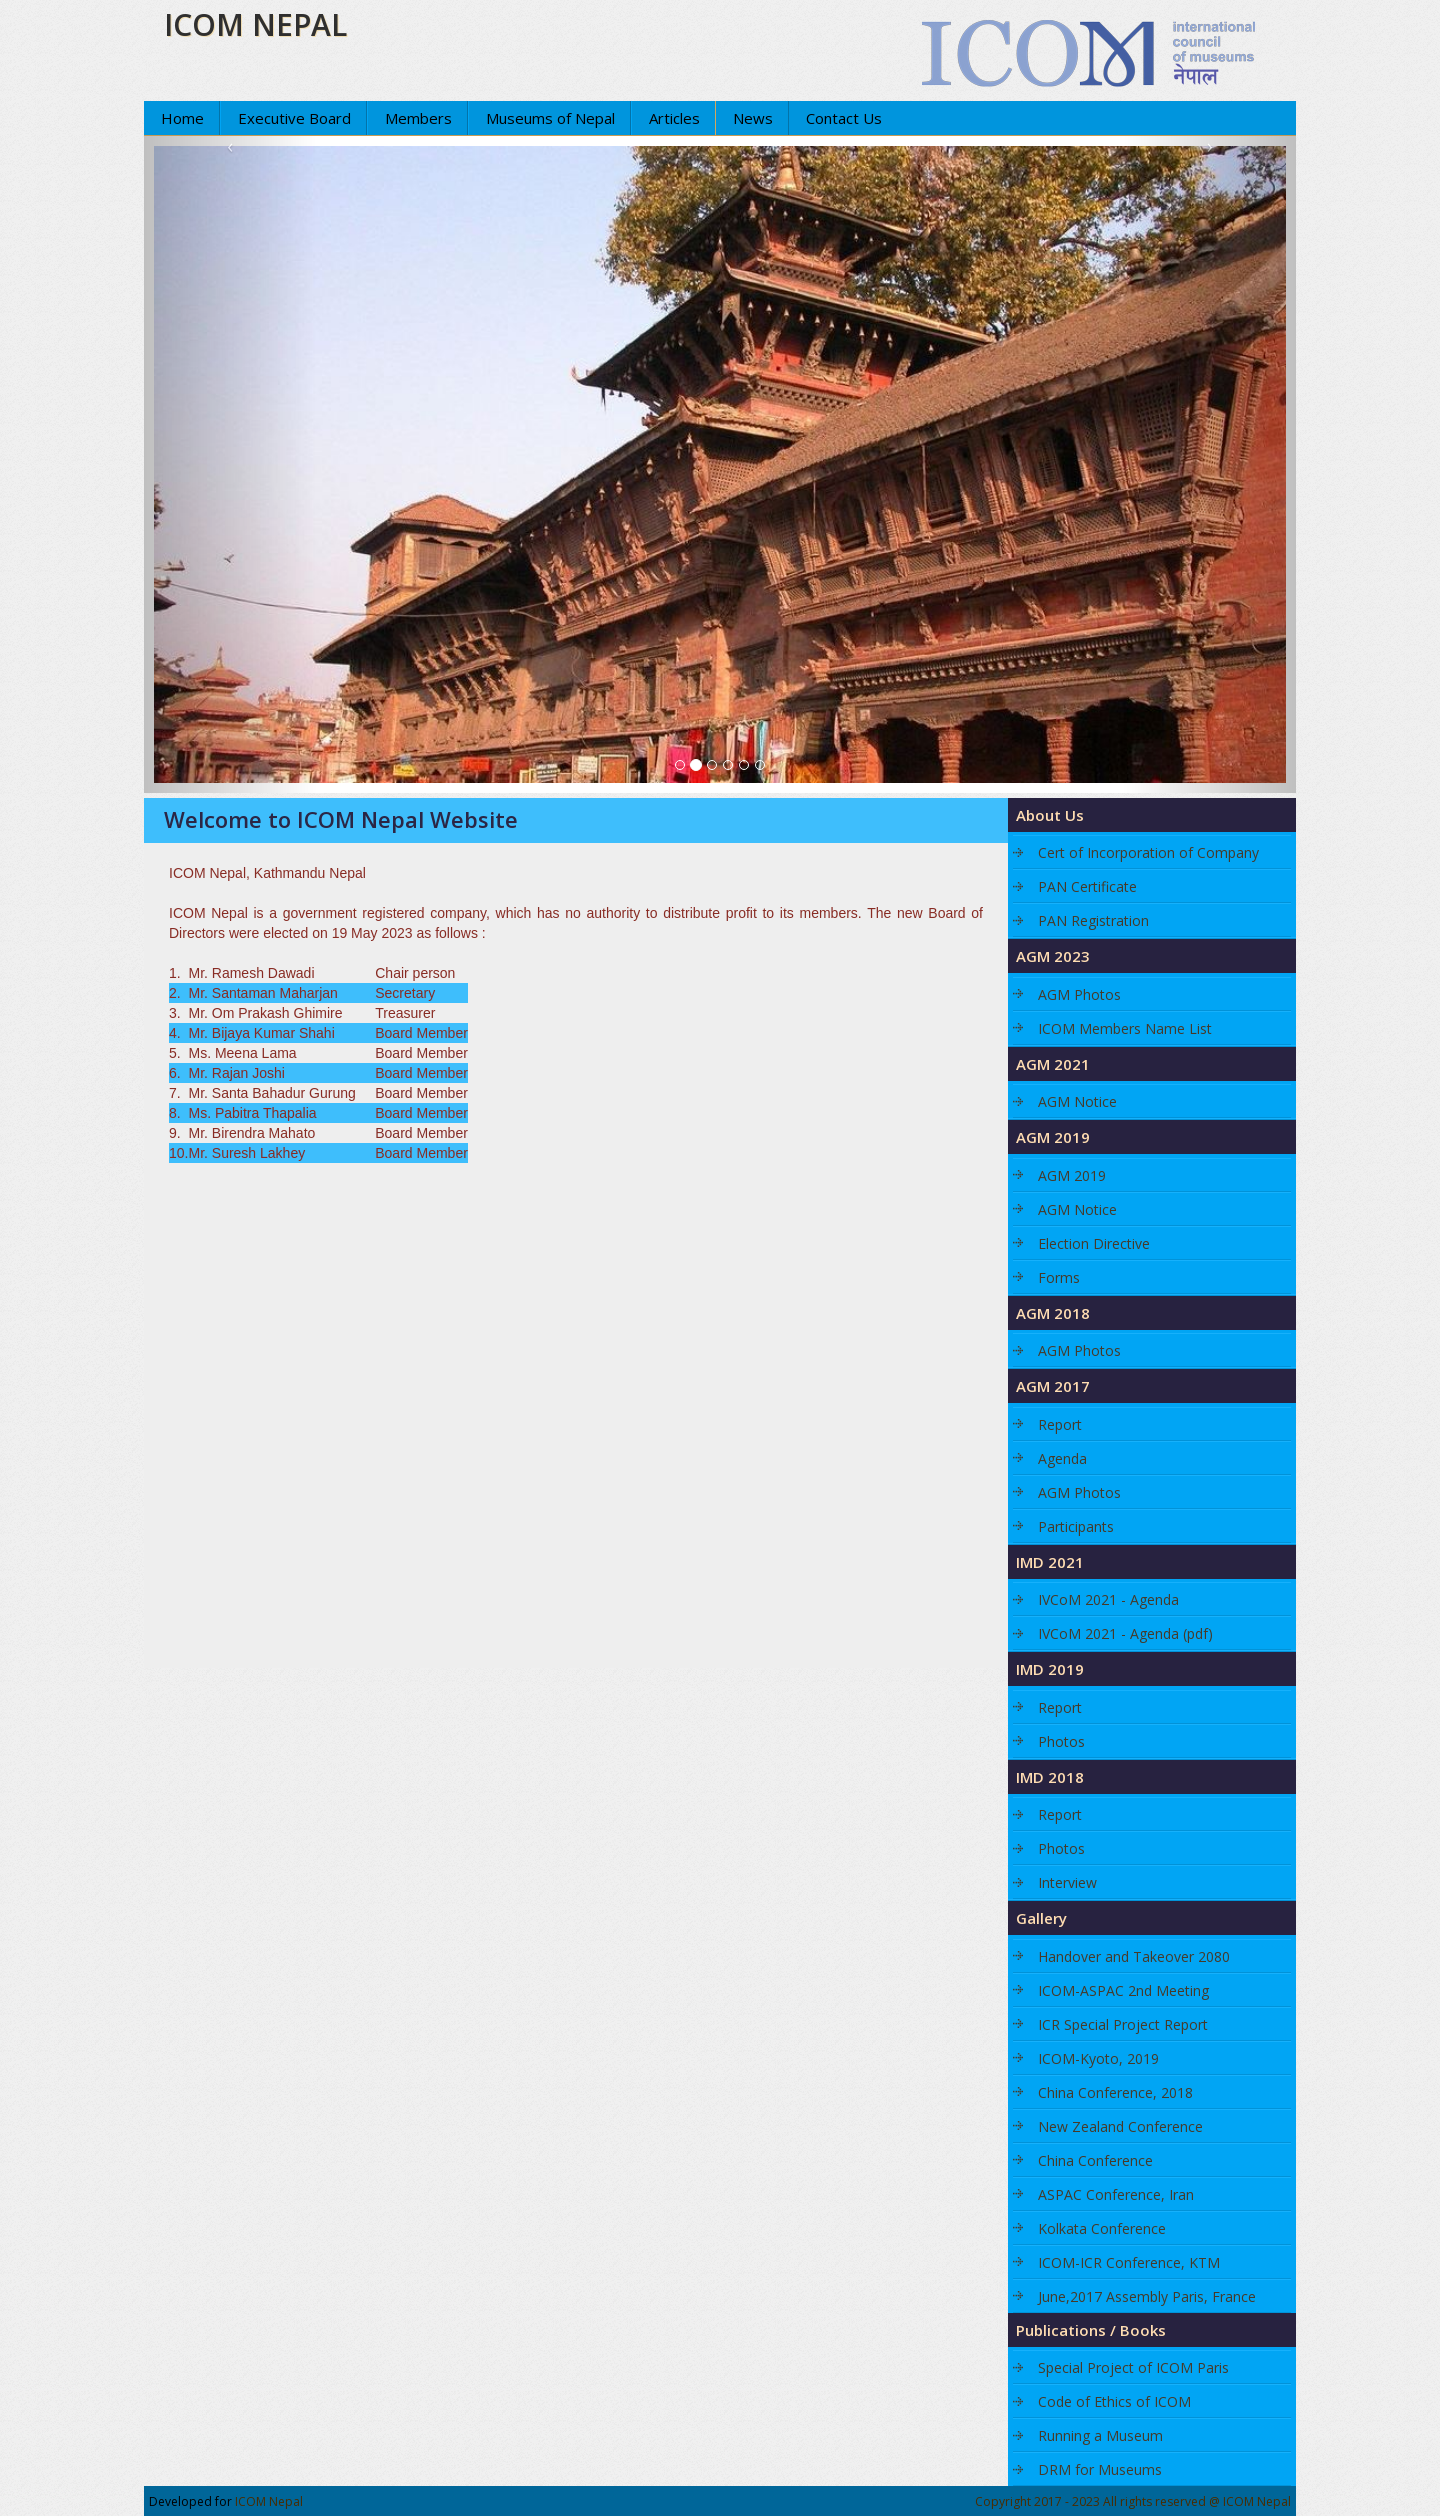 ICOM NEPAL
ICOM
international
council
of museums
नेपाल
Home
Executive Board
Members
Museums of Nepal
Articles
News
Contact Us
‹
Welcome to ICOM Nepal Website
ICOM Nepal, Kathmandu Nepal
ICOM Nepal is a government registered company, which has no authority to distribute profit to its members. The new Board of
Directors were elected on 19 May 2023 as follows :
1. Mr. Ramesh Dawadi Chair person
2. Mr. Santaman Maharjan Secretary
3. Mr. Om Prakash Ghimire Treasurer
4. Mr. Bijaya Kumar Shahi Board Member
5. Ms. Meena Lama Board Member
6. Mr. Rajan Joshi Board Member
7. Mr. Santa Bahadur Gurung Board Member
8. Ms. Pabitra Thapalia Board Member
9. Mr. Birendra Mahato Board Member
10.Mr. Suresh Lakhey Board Member
About Us
Cert of Incorporation of Company
PAN Certificate
PAN Registration
AGM 2023
AGM Photos
ICOM Members Name List
AGM 2021
AGM Notice
AGM 2019
AGM 2019
AGM Notice
Election Directive
Forms
AGM 2018
AGM Photos
AGM 2017
Report
Agenda
AGM Photos
Participants
IMD 2021
IVCoM 2021 - Agenda
IVCoM 2021 - Agenda (pdf)
IMD 2019
Report
Photos
IMD 2018
Report
Photos
Interview
Gallery
Handover and Takeover 2080
ICOM-ASPAC 2nd Meeting
ICR Special Project Report
ICOM-Kyoto, 2019
China Conference, 2018
New Zealand Conference
China Conference
ASPAC Conference, Iran
Kolkata Conference
ICOM-ICR Conference, KTM
June,2017 Assembly Paris, France
Publications / Books
Special Project of ICOM Paris
Code of Ethics of ICOM
Running a Museum
DRM for Museums
Developed for ICOM Nepal
Copyright 2017 - 2023 All rights reserved @ ICOM Nepal